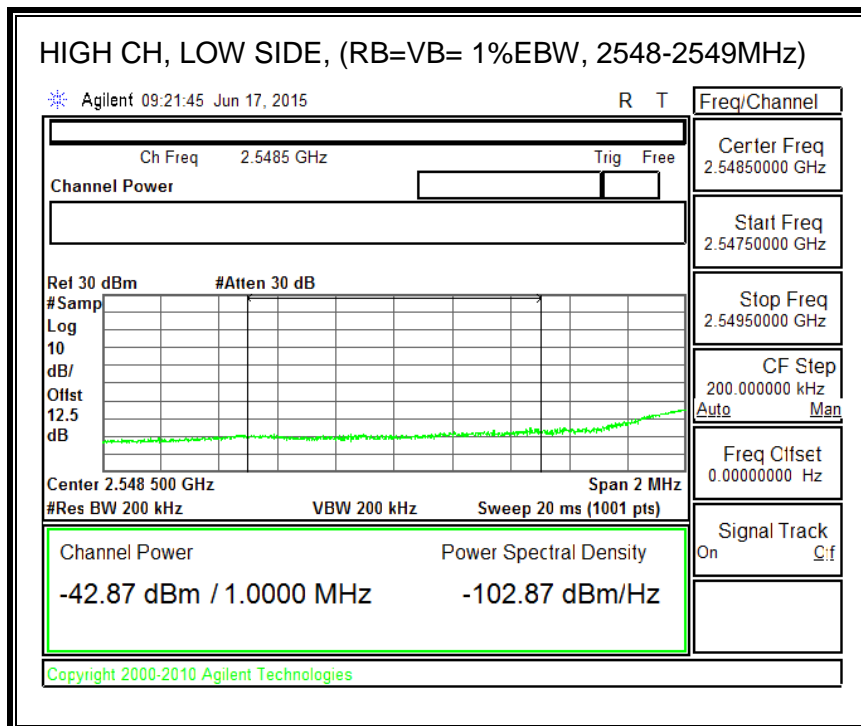 HIGH CH, LOW SIDE, (RB=VB= 1%EBW, 2548-2549MHz)
Agilent 09:21:45 Jun 17, 2015 R T
Freq/Channel
Ch Freq 2.5485 GHz Trig Free
Channel Power
Center Freq
2.54850000 GHz
Start Freq
2.54750000 GHz
Stop Freq
2.54950000 GHz
CF Step
200.000000 kHz
Auto Man
Freq Offset
0.00000000 Hz
Signal Track
On Off
Ref 30 dBm #Atten 30 dB
#Samp
Log
10
dB/
Offst
12.5
dB
Center 2.548 500 GHz Span 2 MHz
#Res BW 200 kHz VBW 200 kHz Sweep 20 ms (1001 pts)
Channel Power Power Spectral Density
-42.87 dBm / 1.0000 MHz -102.87 dBm/Hz
Copyright 2000-2010 Agilent Technologies